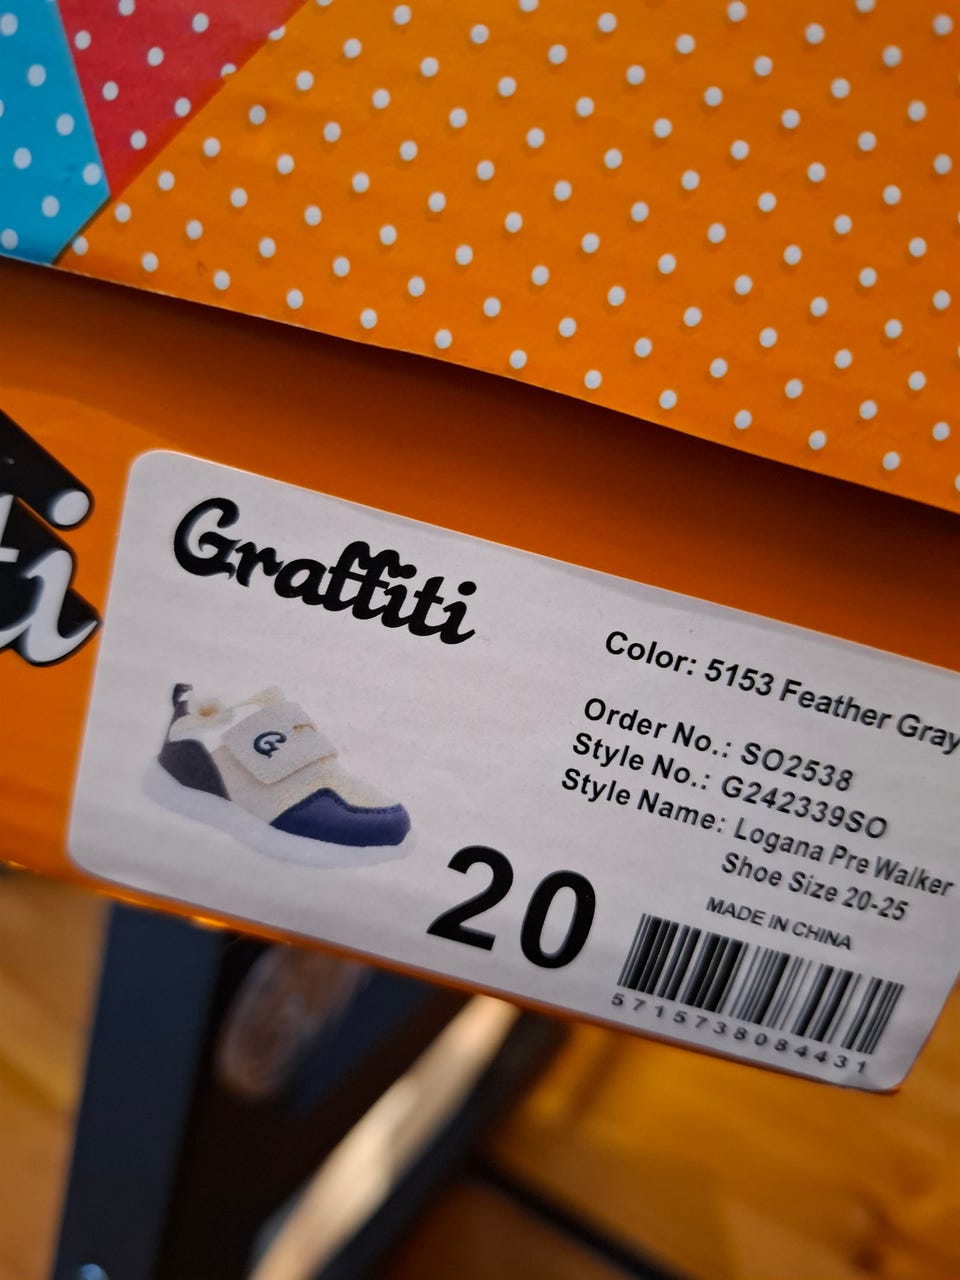 ti
Graffiti
G
Color: 5153 Feather Gray
Order No.: SO2538
Style No.: G242339SO
Style Name: Logana Pre Walker
Shoe Size 20-25
20
MADE IN CHINA
5715738084431